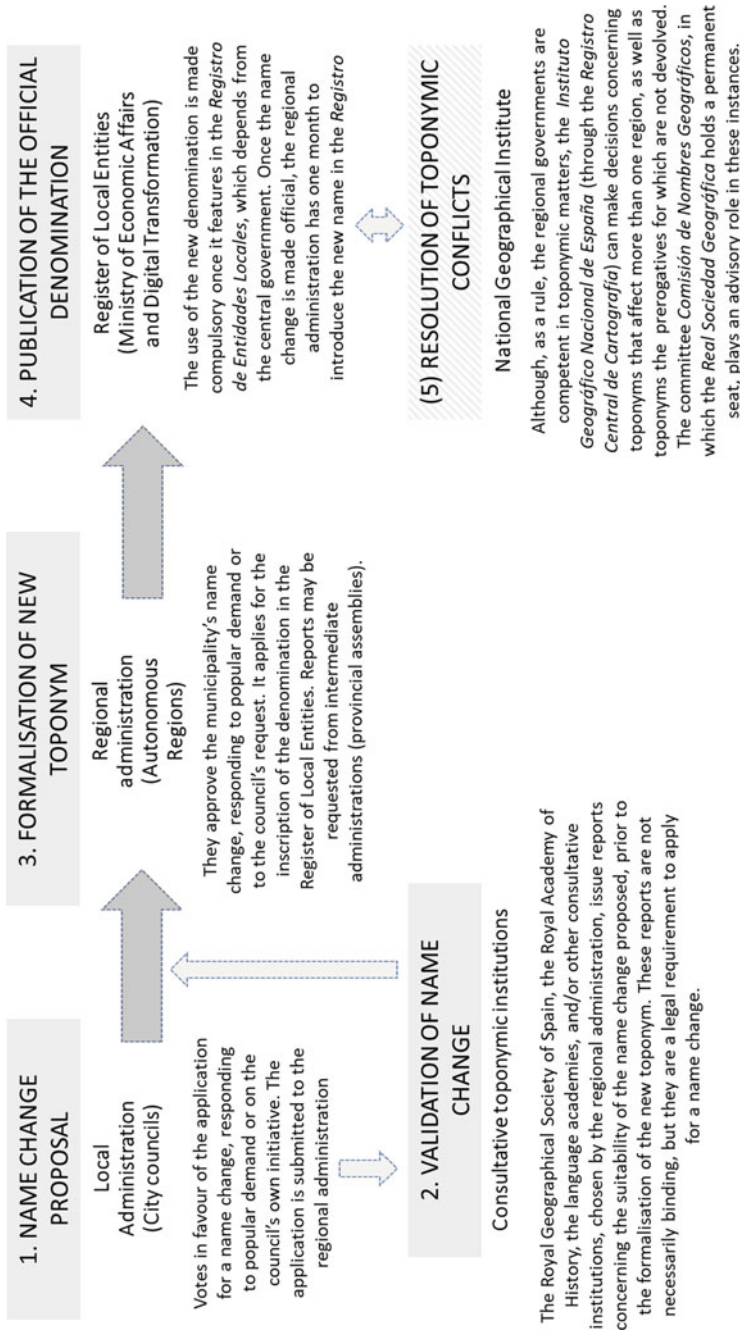 1. NAME CHANGE
PROPOSAL
Local
Administration
(City councils)
Votes in favour of the application
for a name change, responding
to popular demand or on the
council's own initiative. The
application is submitted to the
regional administration
2. VALIDATION OF NAME
CHANGE
Consultative toponymic institutions
The Royal Geographical Society of Spain, the Royal Academy of
History, the language academies, and/or other consultative
institutions, chosen by the regional administration, issue reports
concerning the suitability of the name change proposed, prior to
the formalisation of the new toponym. These reports are not
necessarily binding, but they are a legal requirement to apply
for a name change.
3. FORMALISATION OF NEW
TOPONYM
Regional
administration
(Autonomous
Regions)
They approve the municipality's name
change, responding to popular demand or
to the council's request. It applies for the
inscription of the denomination in the
Register of Local Entities. Reports may be
requested from intermediate
administrations (provincial assemblies).
4. PUBLICATION OF THE OFFICIAL
DENOMINATION
Register of Local Entities
(Ministry of Economic Affairs
and Digital Transformation)
The use of the new denomination is made
compulsory once it features in the Registro
de Entidades Locales, which depends from
the central government. Once the name
change is made official, the regional
administration has one month to
introduce the new name in the Registro
(5) RESOLUTION OF TOPONYMIC
CONFLICTS
National Geographical Institute
Although, as a rule, the regional governments are
competent in toponymic matters, the Instituto
Geográfico Nacional de España (through the Registro
Central de Cartografía) can make decisions concerning
toponyms that affect more than one region, as well as
toponyms the prerogatives for which are not devolved.
The committee Comisión de Nombres Geográficos, in
which the Real Sociedad Geográfica holds a permanent
seat, plays an advisory role in these instances.